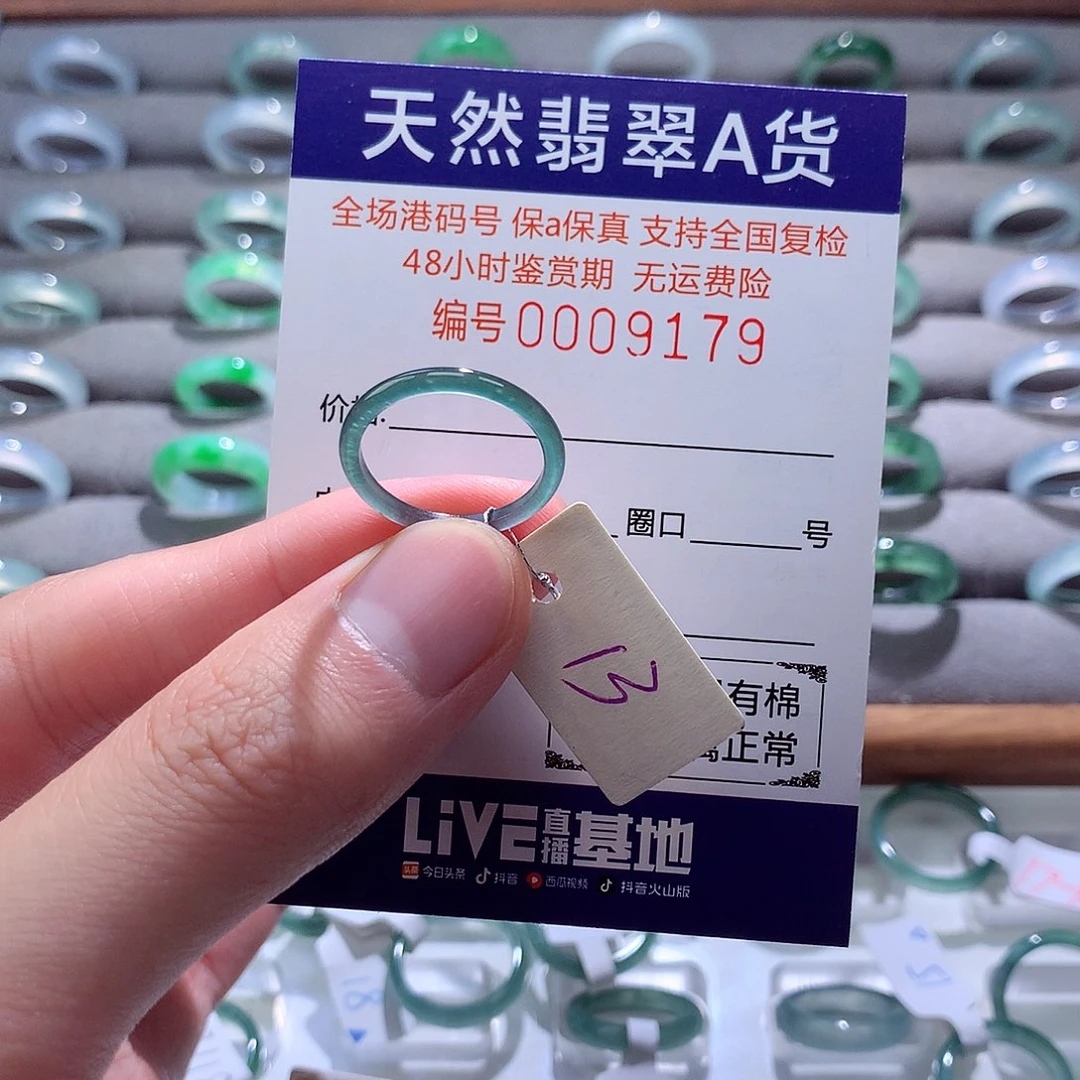 天然翡翠A货
全场港码号 保a保真 支持全国复检
48小时鉴赏期 无运费险
编号0009179
价格:
圈口 号
13
有棉
正常
LiVE直播基地
今日头条 抖音 西瓜视频 抖音火山版